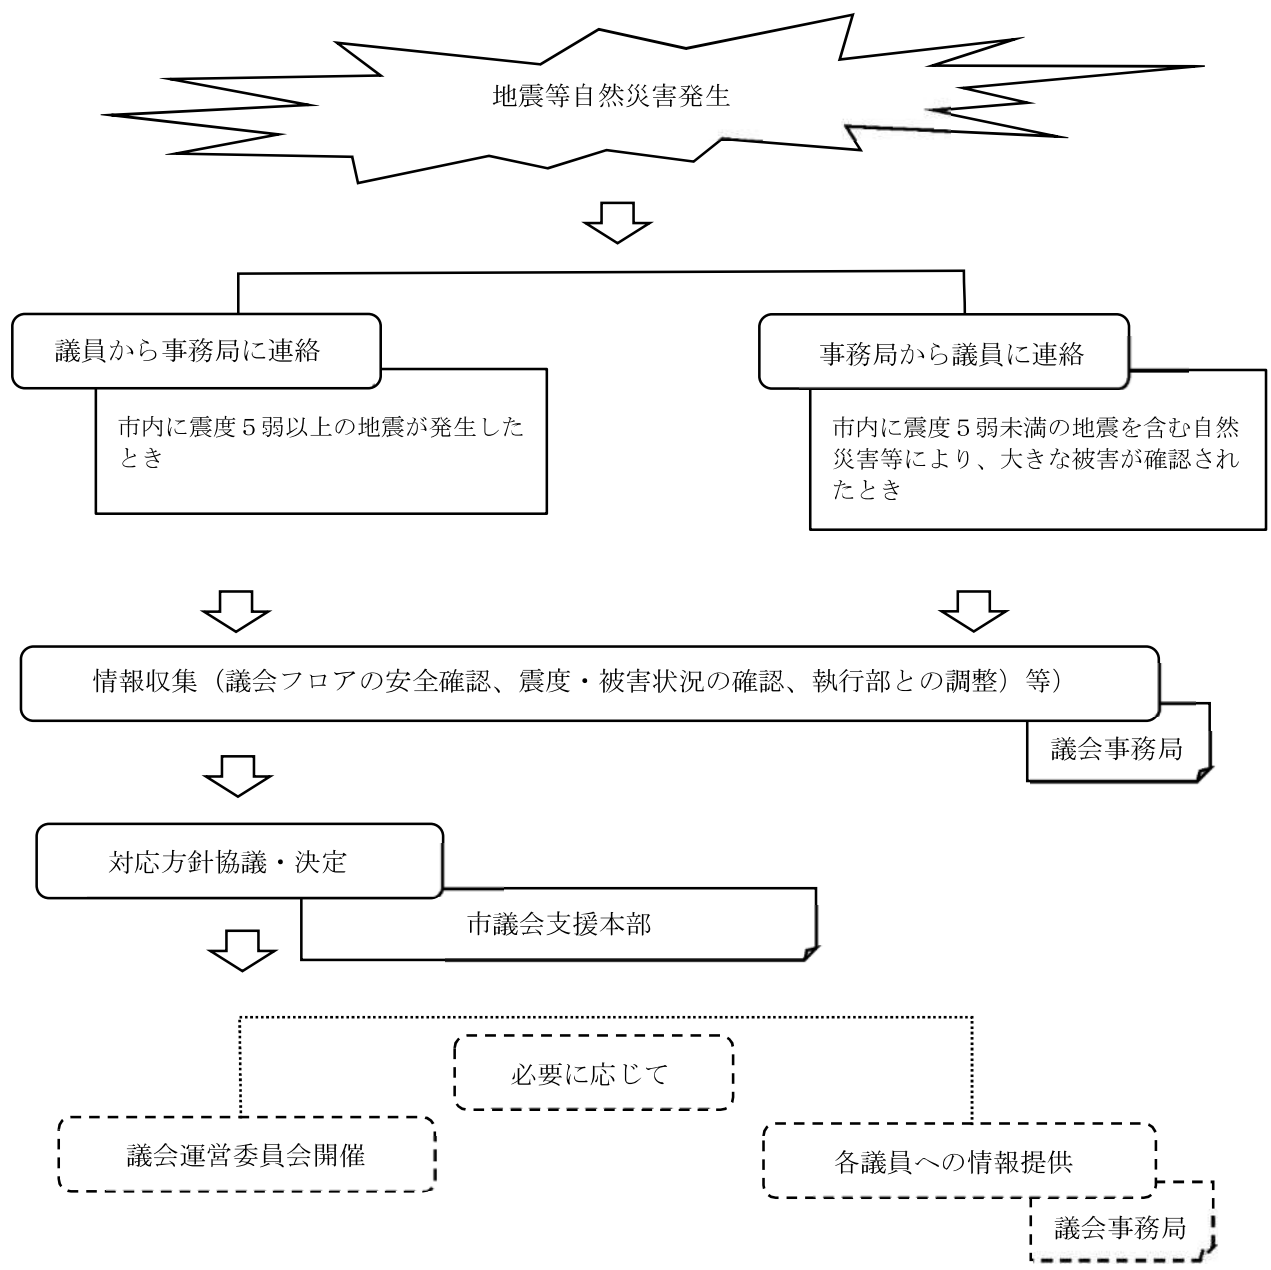 地震等自然災害発生
議員から事務局に連絡
市内に震度５弱以上の地震が発生した
とき
事務局から議員に連絡
市内に震度５弱未満の地震を含む自然
災害等により、大きな被害が確認され
たとき
情報収集（議会フロアの安全確認、震度・被害状況の確認、執行部との調整）等）
議会事務局
対応方針協議・決定
市議会支援本部
必要に応じて
議会運営委員会開催
各議員への情報提供
議会事務局